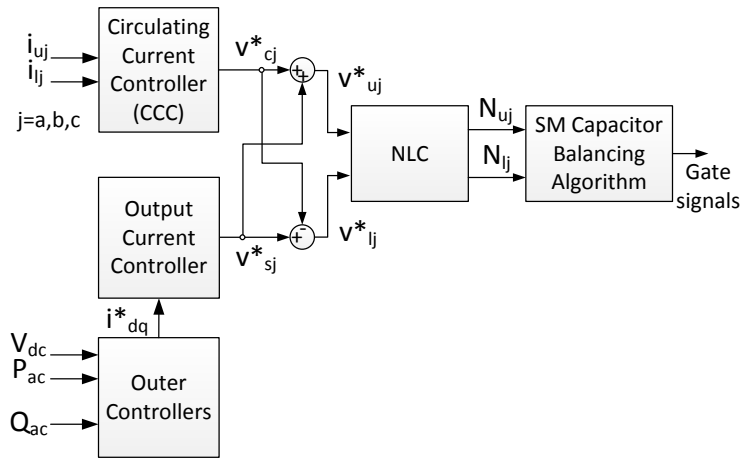 i_uj
i_lj
j=a,b,c
Circulating
Current
Controller
(CCC)
v*_cj
+
+
v*_uj
NLC
N_uj
N_lj
SM Capacitor
Balancing
Algorithm
Gate
signals
Output
Current
Controller
v*_sj
+
-
v*_lj
i*_dq
V_dc
P_ac
Q_ac
Outer
Controllers